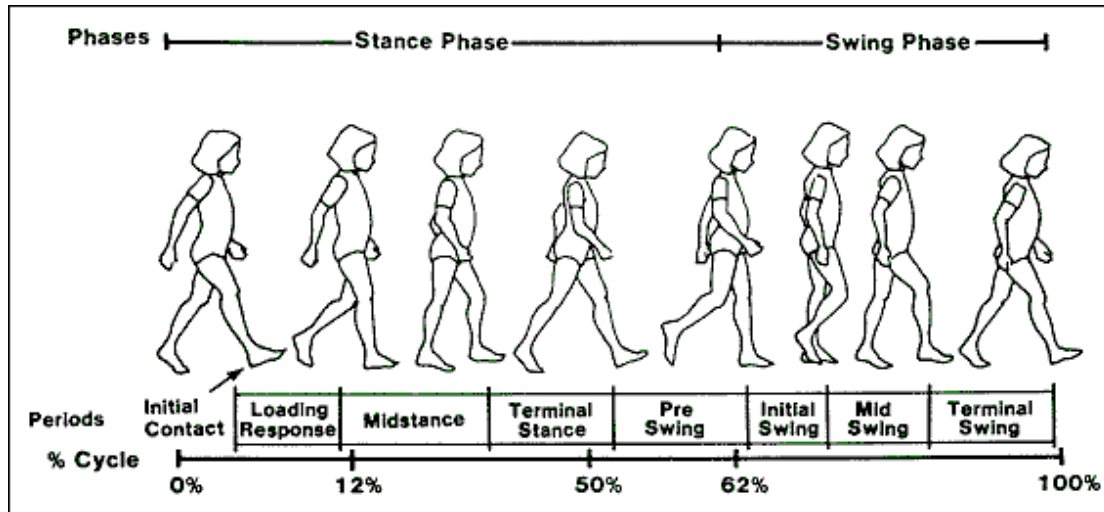 Phases Stance Phase Swing Phase
Periods
Initial Contact
Loading Response
Midstance
Terminal Stance
Pre Swing
Initial Swing
Mid Swing
Terminal Swing
% Cycle
0% 12% 50% 62% 100%